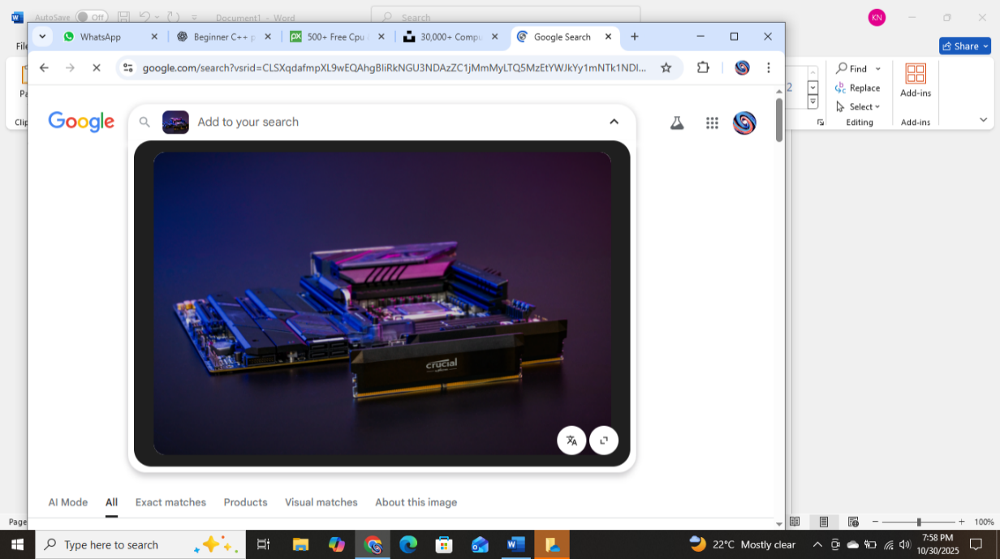 AutoSave Off Document1 - Word Search KN
WhatsApp
Beginner C++ p
500+ Free Cpu
30,000+ Compu
Google Search
File
Share
google.com/search?vsrid=CLSXqdafmpXL9wEQAhgBIiRkNGU3NDAzZC1jMmMyLTQ5MzEtYWJkYy1mNTk1NDI...
Find
Replace
Select
Editing
Add-ins
Add-ins
Google
Add to your search
crucial
AI Mode All Exact matches Products Visual matches About this image
Page
100%
Type here to search
22°C Mostly clear
7:58 PM
10/30/2025